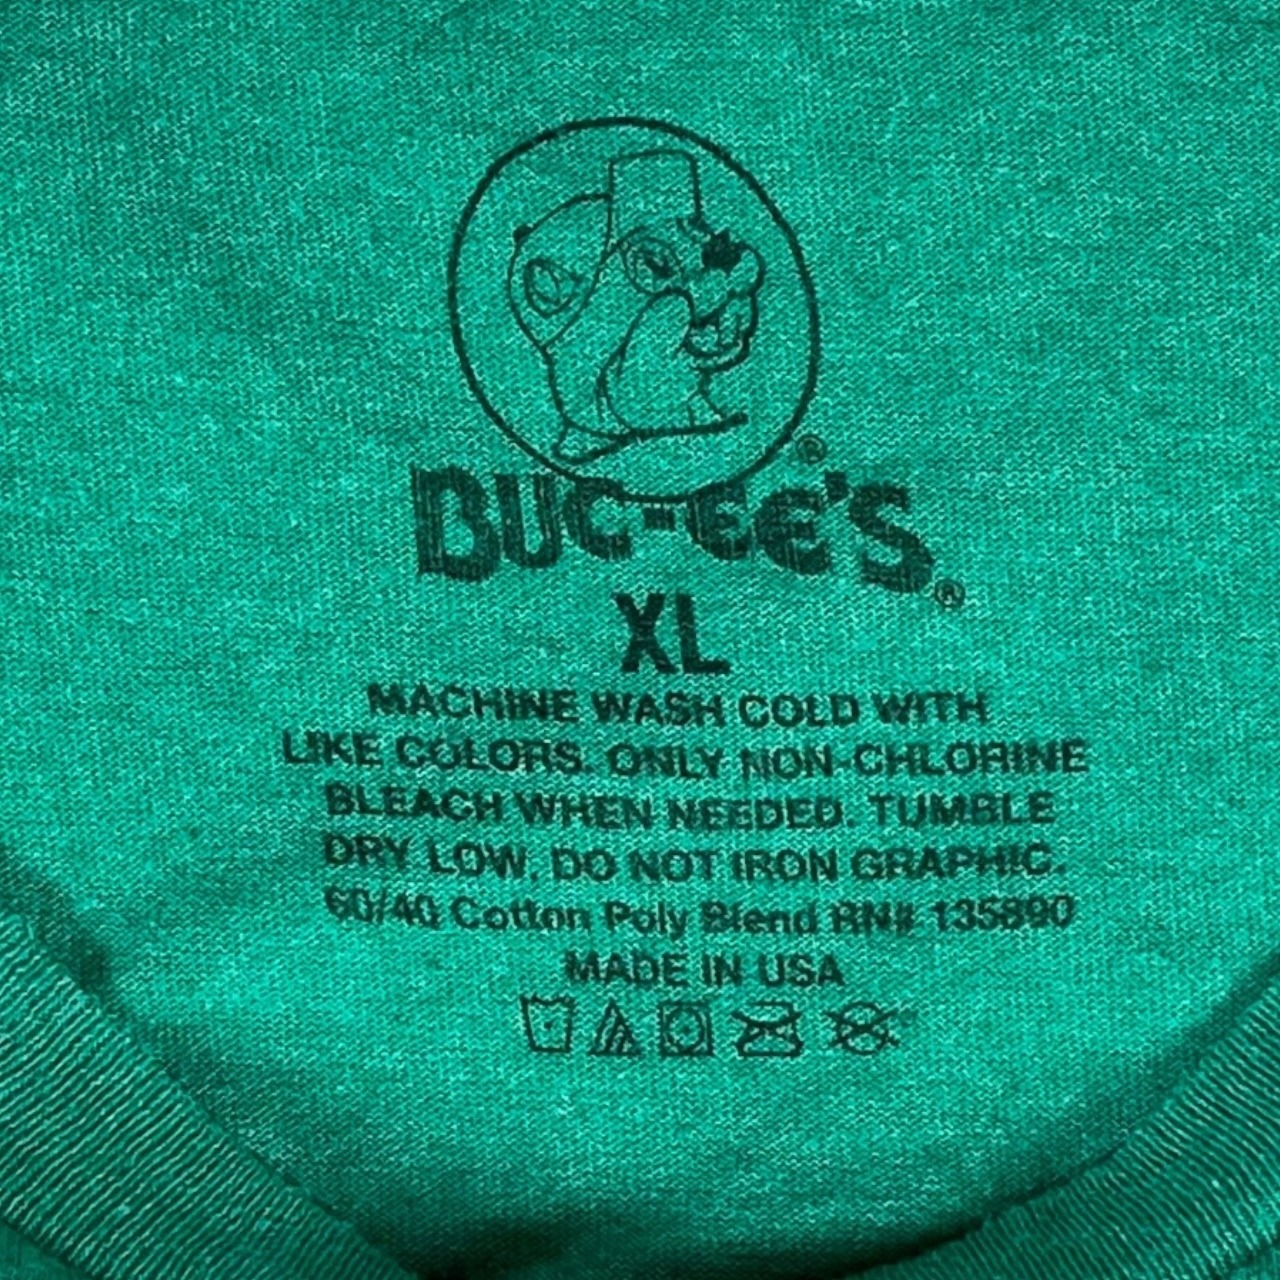 ®
BUC-EE'S®
XL
MACHINE WASH COLD WITH
LIKE COLORS. ONLY NON-CHLORINE
BLEACH WHEN NEEDED. TUMBLE
DRY LOW. DO NOT IRON GRAPHIC.
60/40 Cotton Poly Blend RN# 135890
MADE IN USA